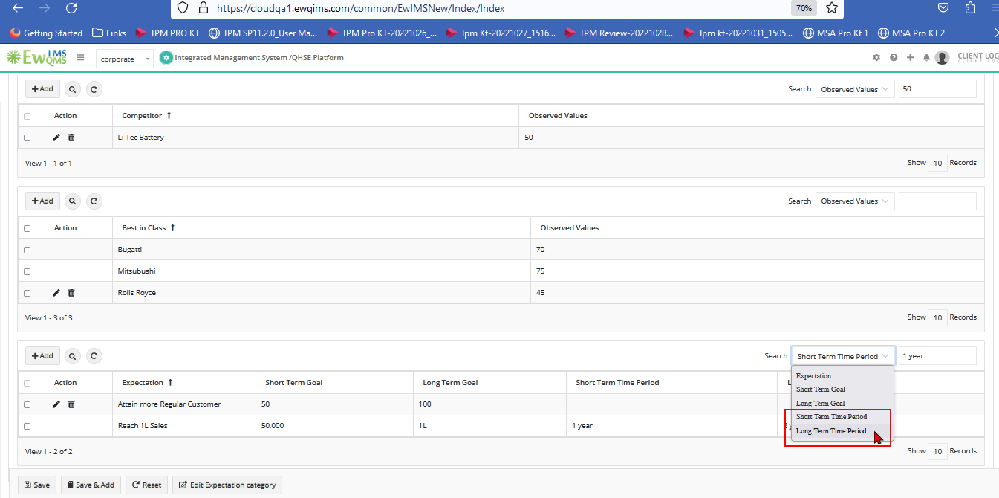 https://cloudqa1.ewqims.com/common/EwIMSNew/Index/Index 70%
Getting Started Links TPM PRO KT TPM SP11.2.0_User Ma... TPM Pro KT-20221026_... Tpm Kt-20221027_1516... TPM Review-20221028... Tpm kt-20221031_1505... MSA Pro Kt 1 MSA Pro KT 2
EwIMS QMS corporate Integrated Management System /QHSE Platform CLIENT LOG
CLIENT LOG
+Add Search Observed Values 50
Action Competitor ↑ Observed Values
Li-Tec Battery 50
View 1 - 1 of 1 Show 10 Records
+Add Search Observed Values
Action Best in Class ↑ Observed Values
Bugatti 70
Mitsubushi 75
Rolls Royce 45
View 1 - 3 of 3 Show 10 Records
+Add Search Short Term Time Period 1 year
Action Expectation ↑ Short Term Goal Long Term Goal Short Term Time Period L
Attain more Regular Customer 50 100
Reach 1L Sales 50,000 1L 1 year 2 y
Expectation
Short Term Goal
Long Term Goal
Short Term Time Period
Long Term Time Period
View 1 - 2 of 2 Show 10 Records
Save Save & Add Reset Edit Expectation category